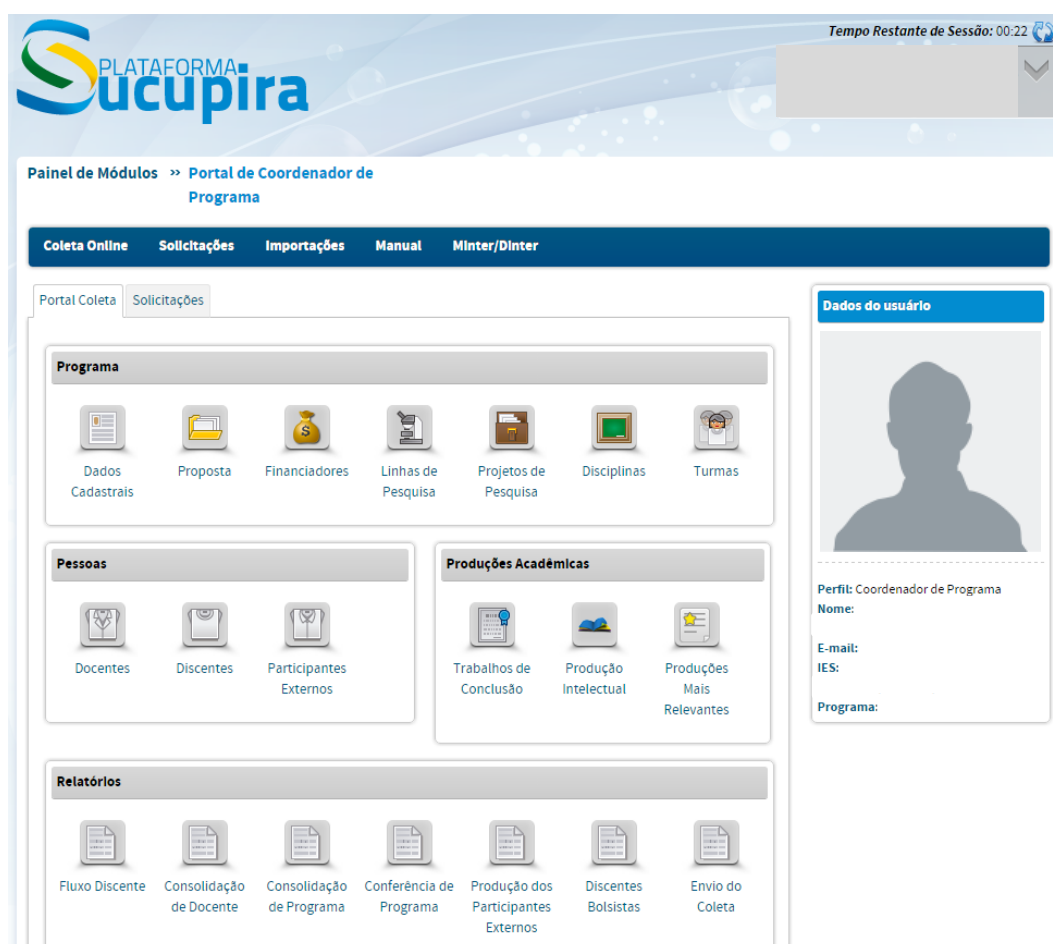 Tempo Restante de Sessão: 00:22
PLATAFORMA
Sucupira
Painel de Módulos » Portal de Coordenador de
Programa
Coleta Online Solicitações Importações Manual Minter/Dinter
Portal Coleta Solicitações
Dados do usuário
Programa
Dados Cadastrais
Proposta
Financiadores
Linhas de Pesquisa
Projetos de Pesquisa
Disciplinas
Turmas
Pessoas
Docentes
Discentes
Participantes Externos
Produções Acadêmicas
Trabalhos de Conclusão
Produção Intelectual
Produções Mais Relevantes
Perfil: Coordenador de Programa
Nome:
E-mail:
IES:
Programa:
Relatórios
Fluxo Discente
Consolidação de Docente
Consolidação de Programa
Conferência de Programa
Produção dos Participantes Externos
Discentes Bolsistas
Envio do Coleta